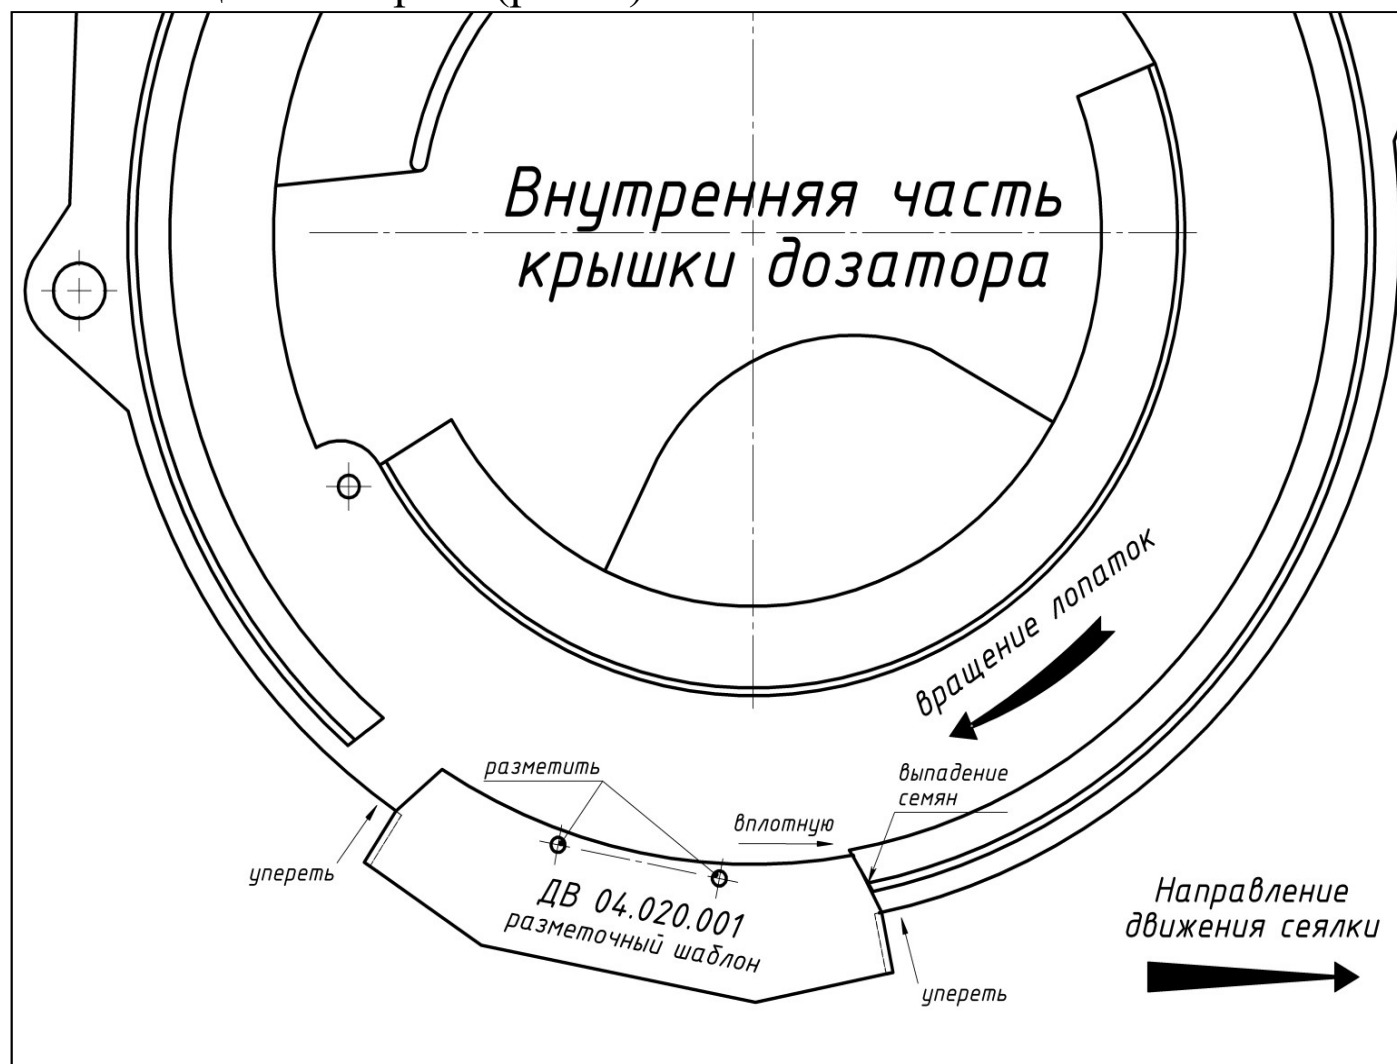 Внутренняя часть
крышки дозатора
вращение лопаток
разметить
выпадение
семян
вплотную
упереть
ДВ 04.020.001
разметочный шаблон
Направление
движения сеялки
упереть